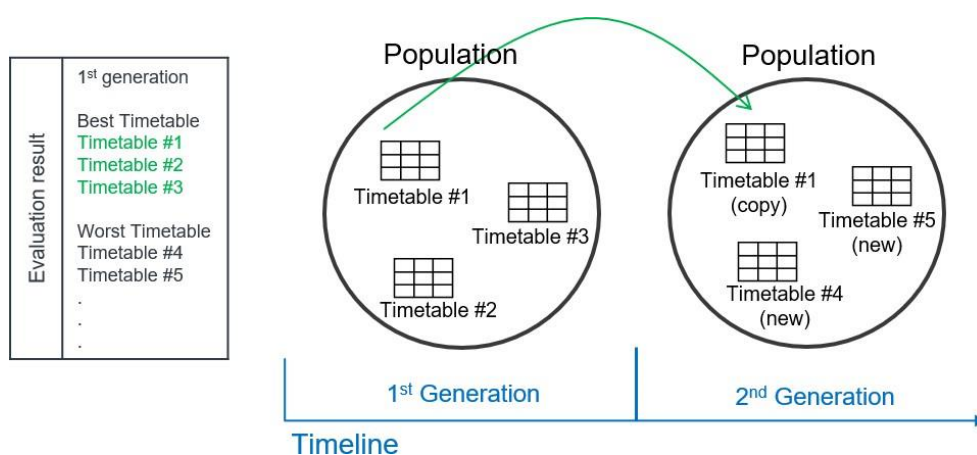 Evaluation result
1st generation
Best Timetable
Timetable #1
Timetable #2
Timetable #3
Worst Timetable
Timetable #4
Timetable #5
.
.
.
Population
Timetable #1
Timetable #3
Timetable #2
Population
Timetable #1
(copy)
Timetable #5
(new)
Timetable #4
(new)
1st Generation
2nd Generation
Timeline